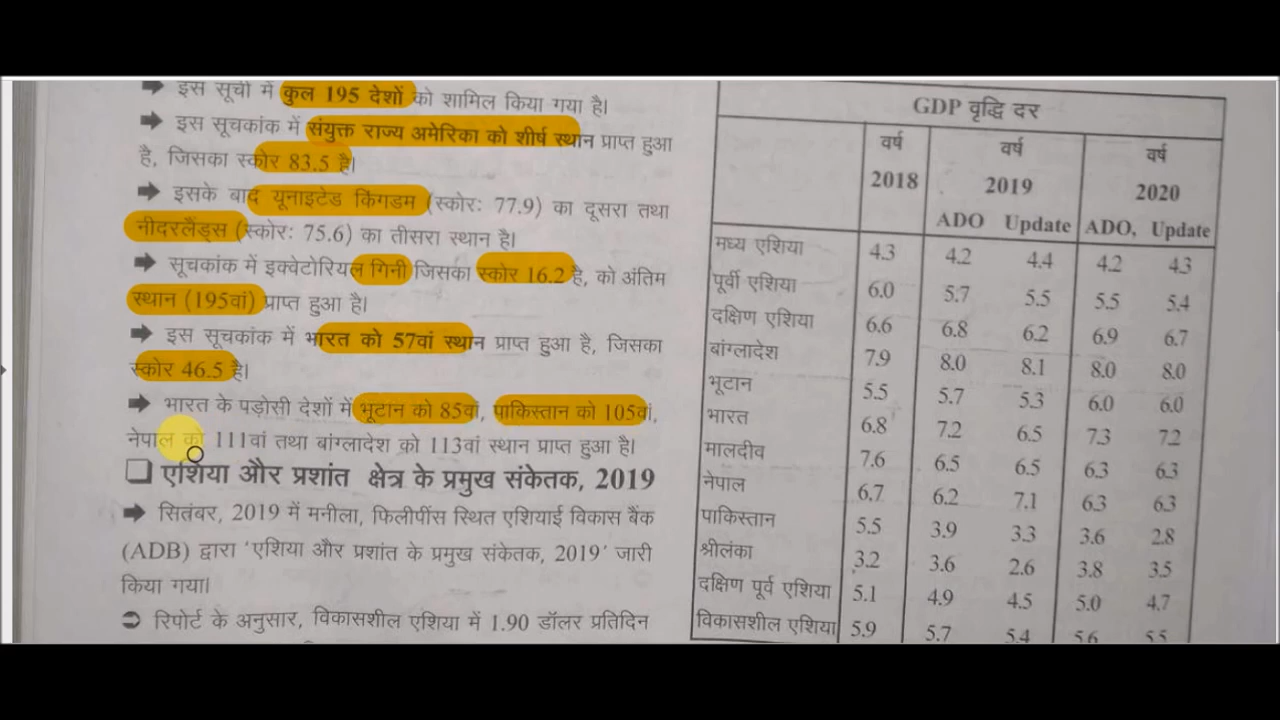 ➡ इस सूची में कुल 195 देशों को शामिल किया गया है।
➡ इस सूचकांक में संयुक्त राज्य अमेरिका को शीर्ष स्थान प्राप्त हुआ
है, जिसका स्कोर 83.5 है।
➡ इसके बाद यूनाइटेड किंगडम (स्कोर: 77.9) का दूसरा तथा
नीदरलैंड्स (स्कोर: 75.6) का तीसरा स्थान है।
➡ सूचकांक में इक्वेटोरियल गिनी जिसका स्कोर 16.2 है, को अंतिम
स्थान (195वां) प्राप्त हुआ है।
➡ इस सूचकांक में भारत को 57वां स्थान प्राप्त हुआ है, जिसका
स्कोर 46.5 है।
➡ भारत के पड़ोसी देशों में भूटान को 85वां, पाकिस्तान को 105वां,
नेपाल को 111वां तथा बांग्लादेश को 113वां स्थान प्राप्त हुआ है।
❑ एशिया और प्रशांत क्षेत्र के प्रमुख संकेतक, 2019
➡ सितंबर, 2019 में मनीला, फिलीपींस स्थित एशियाई विकास बैंक
(ADB) द्वारा 'एशिया और प्रशांत के प्रमुख संकेतक, 2019' जारी
किया गया।
➲ रिपोर्ट के अनुसार, विकासशील एशिया में 1.90 डॉलर प्रतिदिन
GDP वृद्धि दर
वर्ष वर्ष वर्ष
2018 2019 2020
ADO Update ADO, Update
मध्य एशिया 4.3 4.2 4.4 4.2 4.3
पूर्वी एशिया 6.0 5.7 5.5 5.5 5.4
दक्षिण एशिया 6.6 6.8 6.2 6.9 6.7
बांग्लादेश 7.9 8.0 8.1 8.0 8.0
भूटान 5.5 5.7 5.3 6.0 6.0
भारत 6.8 7.2 6.5 7.3 7.2
मालदीव 7.6 6.5 6.5 6.3 6.3
नेपाल 6.7 6.2 7.1 6.3 6.3
पाकिस्तान 5.5 3.9 3.3 3.6 2.8
श्रीलंका 3.2 3.6 2.6 3.8 3.5
दक्षिण पूर्व एशिया 5.1 4.9 4.5 5.0 4.7
विकासशील एशिया 5.9 5.7 5.4 5.6 5.5